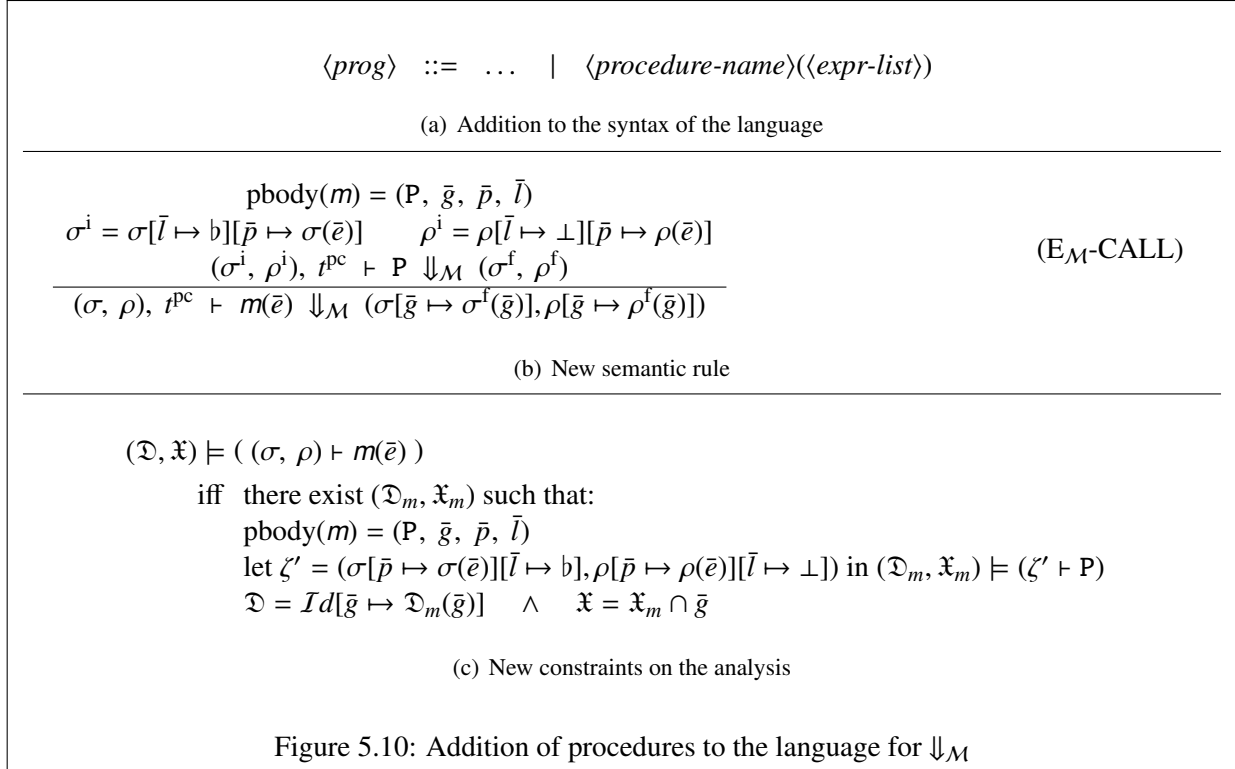 ⟨prog⟩ ::= … | ⟨procedure-name⟩(⟨expr-list⟩)
(a) Addition to the syntax of the language
pbody(m) = (P, ḡ, p̄, l̄)
σⁱ = σ[l̄ ↦ ♭][p̄ ↦ σ(ē)] ρⁱ = ρ[l̄ ↦ ⊥][p̄ ↦ ρ(ē)]
(E_ℳ-CALL)
(σⁱ, ρⁱ), t^pc ⊢ P ⇓_ℳ (σ^f, ρ^f)
(σ, ρ), t^pc ⊢ m(ē) ⇓_ℳ (σ[ḡ ↦ σ^f(ḡ)], ρ[ḡ ↦ ρ^f(ḡ)])
(b) New semantic rule
(𝔇, 𝔛) ⊨ ( (σ, ρ) ⊢ m(ē) )
iff there exist (𝔇_m, 𝔛_m) such that:
pbody(m) = (P, ḡ, p̄, l̄)
let ζ′ = (σ[p̄ ↦ σ(ē)][l̄ ↦ ♭], ρ[p̄ ↦ ρ(ē)][l̄ ↦ ⊥]) in (𝔇_m, 𝔛_m) ⊨ (ζ′ ⊢ P)
𝔇 = ℐd[ḡ ↦ 𝔇_m(ḡ)] ∧ 𝔛 = 𝔛_m ∩ ḡ
(c) New constraints on the analysis
Figure 5.10: Addition of procedures to the language for ⇓_ℳ